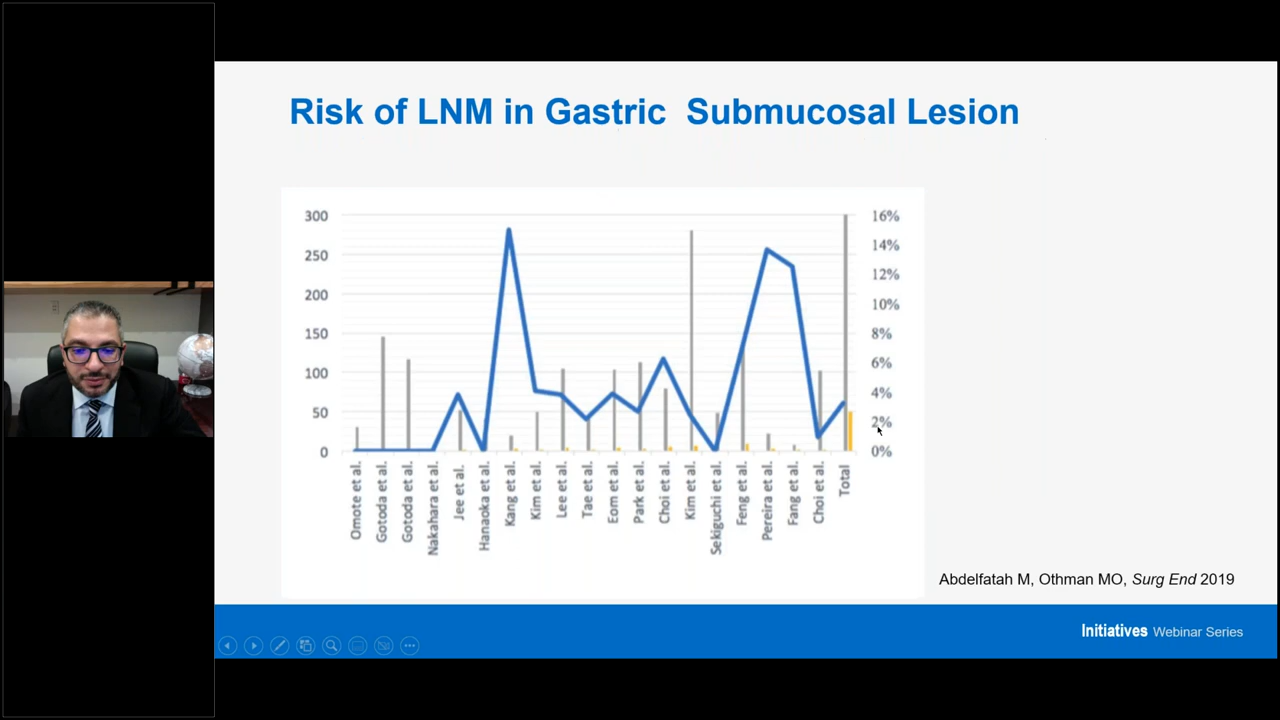 Risk of LNM in Gastric Submucosal Lesion
300
250
200
150
100
50
0
16%
14%
12%
10%
8%
6%
4%
2%
0%
Omote et al.
Gotoda et al.
Gotoda et al.
Nakahara et al.
Jee et al.
Hanaoka et al.
Kang et al.
Kim et al.
Lee et al.
Tae et al.
Eom et al.
Park et al.
Choi et al.
Kim et al.
Sekiguchi et al.
Feng et al.
Pereira et al.
Fang et al.
Choi et al.
Total
Abdelfatah M, Othman MO, Surg End 2019
Initiatives Webinar Series